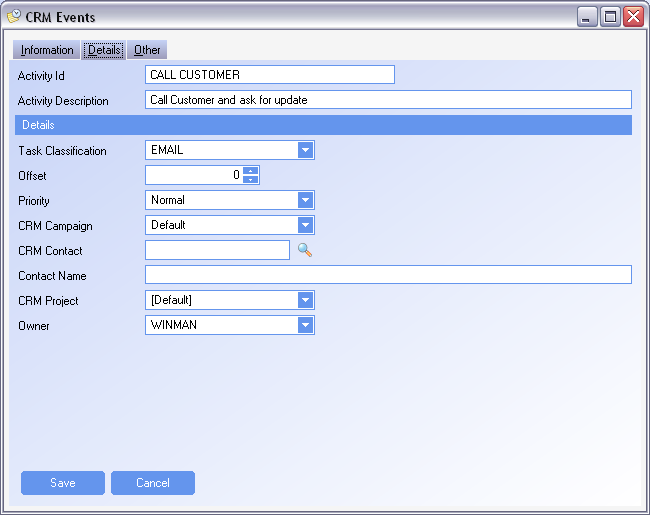 CRM Events
Information Details Other
Activity Id CALL CUSTOMER
Activity Description Call Customer and ask for update
Details
Task Classification EMAIL
Offset 0
Priority Normal
CRM Campaign Default
CRM Contact
Contact Name
CRM Project [Default]
Owner WINMAN
Save Cancel